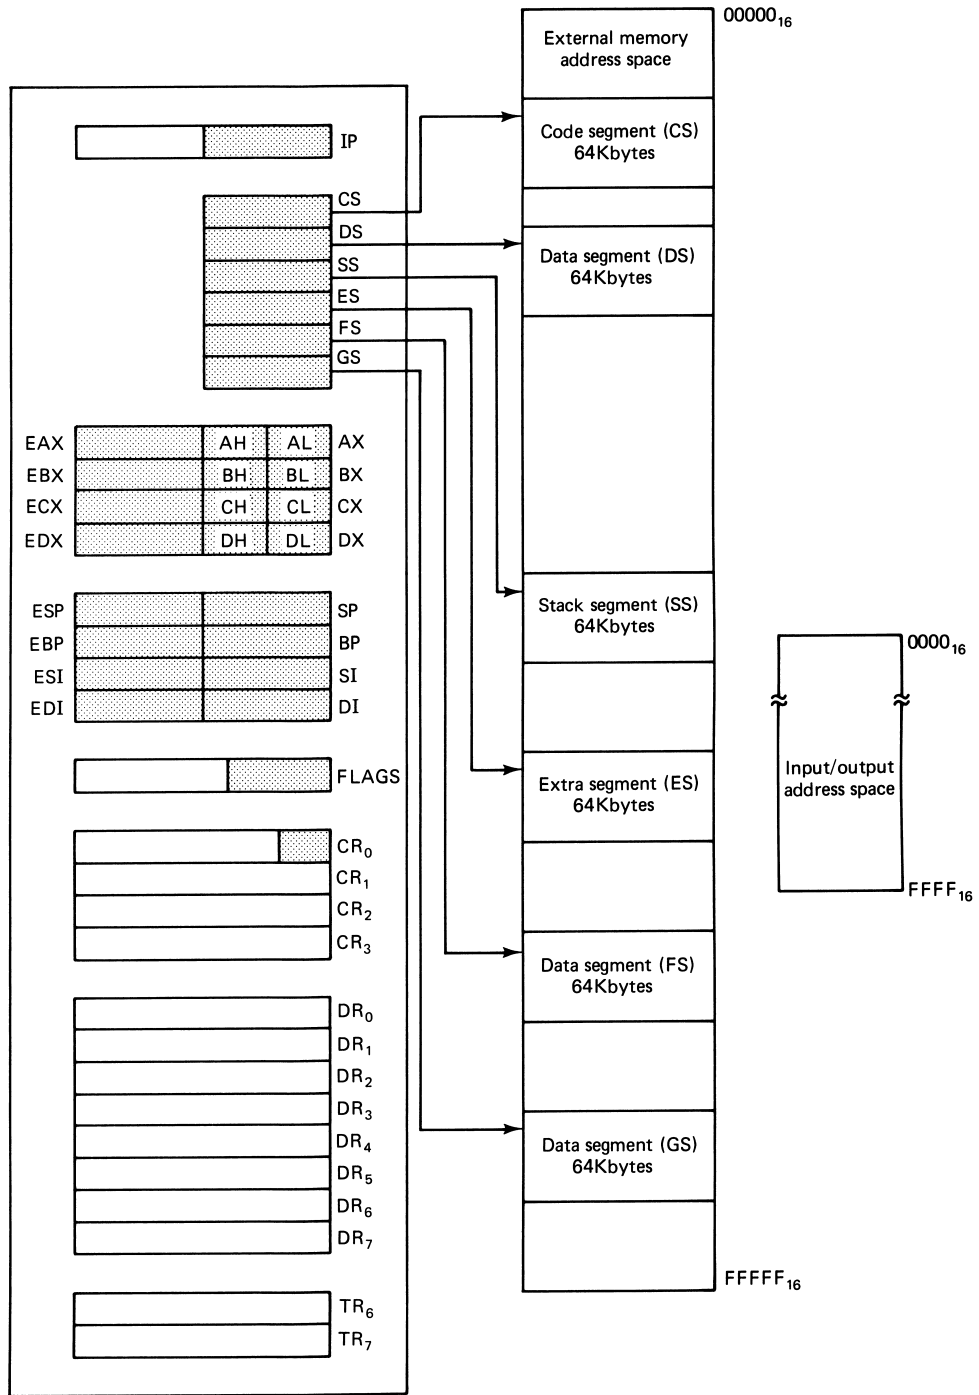 IP
CS
DS
SS
ES
FS
GS
EAX AH AL AX
EBX BH BL BX
ECX CH CL CX
EDX DH DL DX
ESP SP
EBP BP
ESI SI
EDI DI
FLAGS
CR₀
CR₁
CR₂
CR₃
DR₀
DR₁
DR₂
DR₃
DR₄
DR₅
DR₆
DR₇
TR₆
TR₇
00000₁₆
External memory
address space
Code segment (CS)
64Kbytes
Data segment (DS)
64Kbytes
Stack segment (SS)
64Kbytes
Extra segment (ES)
64Kbytes
Data segment (FS)
64Kbytes
Data segment (GS)
64Kbytes
FFFFF₁₆
0000₁₆
Input/output
address space
FFFF₁₆